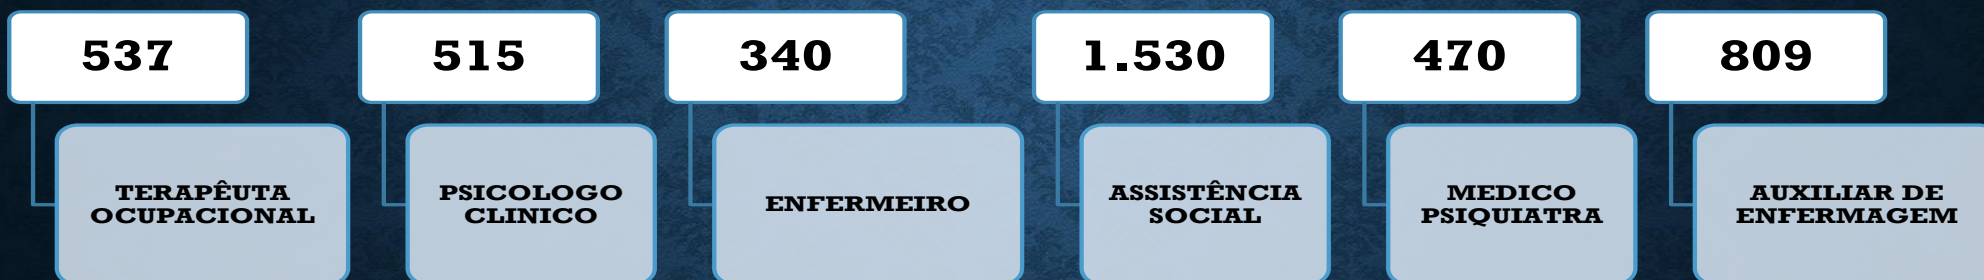 537
TERAPÊUTA
OCUPACIONAL
515
PSICOLOGO
CLINICO
340
ENFERMEIRO
1.530
ASSISTÊNCIA
SOCIAL
470
MEDICO
PSIQUIATRA
809
AUXILIAR DE
ENFERMAGEM